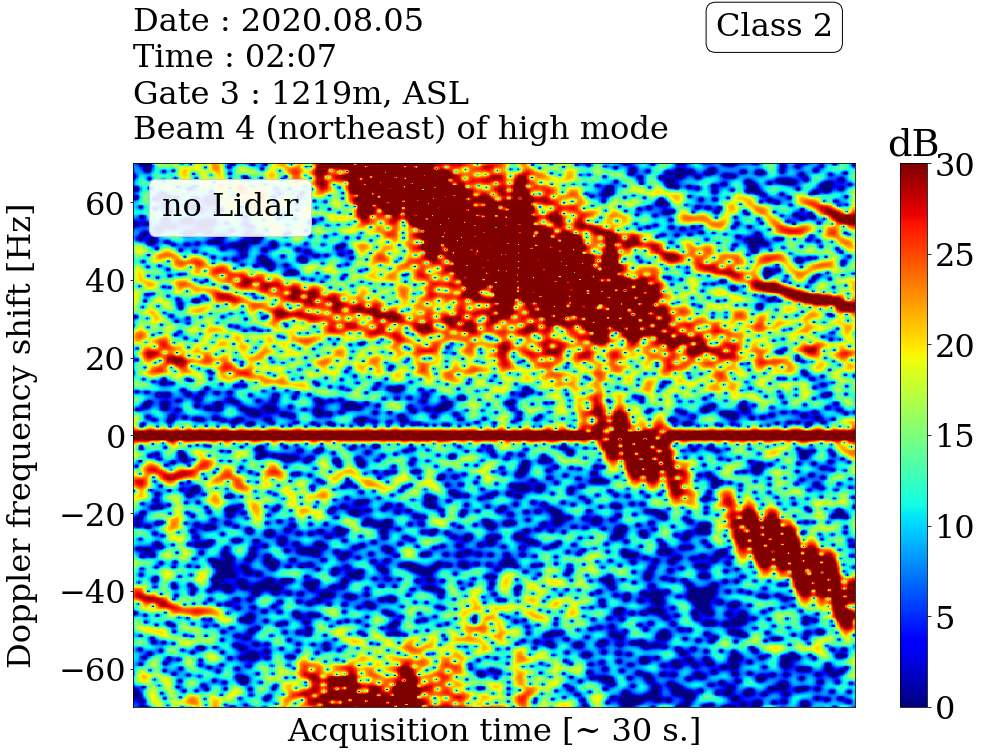 Date : 2020.08.05
Time : 02:07
Gate 3 : 1219m, ASL
Beam 4 (northeast) of high mode
Class 2
dB
no Lidar
60
40
20
0
−20
−40
−60
Doppler frequency shift [Hz]
Acquisition time [~ 30 s.]
30
25
20
15
10
5
0